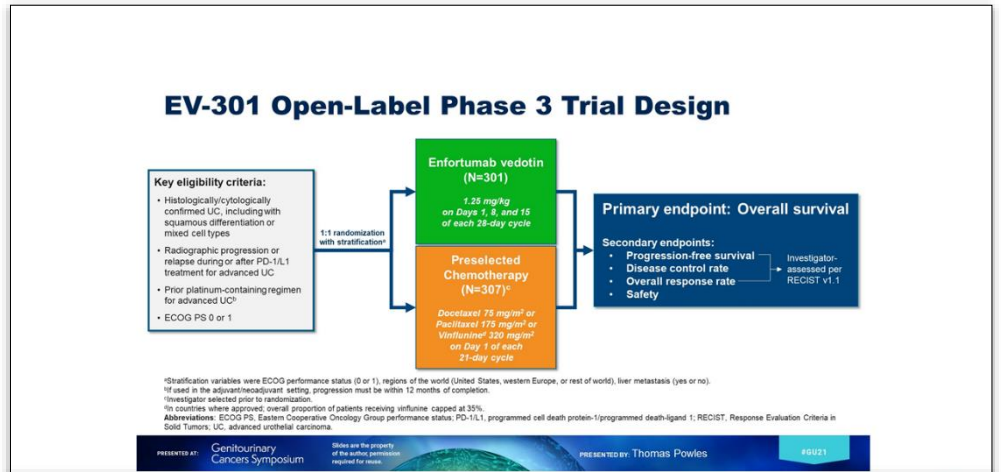 EV-301 Open-Label Phase 3 Trial Design
Key eligibility criteria:
• Histologically/cytologically
confirmed UC, including with
squamous differentiation or
mixed cell types
• Radiographic progression or
relapse during or after PD-1/L1
treatment for advanced UC
• Prior platinum-containing regimen
for advanced UCᵇ
• ECOG PS 0 or 1
1:1 randomization
with stratificationᵃ
Enfortumab vedotin
(N=301)
1.25 mg/kg
on Days 1, 8, and 15
of each 28-day cycle
Preselected
Chemotherapy
(N=307)ᶜ
Docetaxel 75 mg/m² or
Paclitaxel 175 mg/m² or
Vinflunineᵈ 320 mg/m²
on Day 1 of each
21-day cycle
Primary endpoint: Overall survival
Secondary endpoints:
• Progression-free survival
• Disease control rate
• Overall response rate
• Safety
Investigator-
assessed per
RECIST v1.1
ᵃStratification variables were ECOG performance status (0 or 1), regions of the world (United States, western Europe, or rest of world), liver metastasis (yes or no).
ᵇIf used in the adjuvant/neoadjuvant setting, progression must be within 12 months of completion.
ᶜInvestigator selected prior to randomization.
ᵈIn countries where approved; overall proportion of patients receiving vinflunine capped at 35%.
Abbreviations: ECOG PS, Eastern Cooperative Oncology Group performance status; PD-1/L1, programmed cell death protein-1/programmed death-ligand 1; RECIST, Response Evaluation Criteria in
Solid Tumors; UC, advanced urothelial carcinoma.
PRESENTED AT:
Genitourinary
Cancers Symposium
Slides are the property
of the author, permission
required for reuse.
PRESENTED BY: Thomas Powles
#GU21